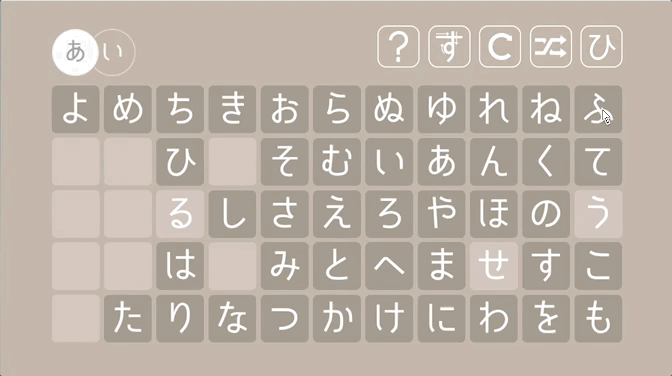 あ い ? ず C ひ
よ め ち き お ら ぬ ゆ れ ね ふ
ひ そ む い あ ん く て
る し さ え ろ や ほ の う
は み と へ ま せ す こ
た り な つ か け に わ を も